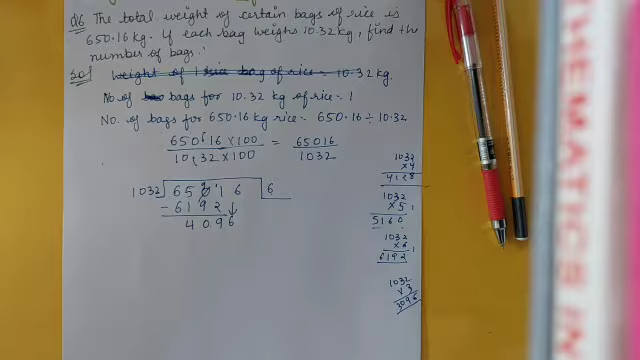 Q16 The total weight of certain bags of rice is
650.16 kg. If each bag weighs 10.32 kg, find the
number of bags.
Sol Weight of 1 rice bag of rice = 10.32 kg.
No of bags for 10.32 kg of rice = 1
No. of bags for 650.16 kg rice = 650.16 ÷ 10.32
650.16 × 100 = 65016
10.32 × 100 1032
1032 65016 6
- 6192
4096
1032
×4
4128
1032
×5
5160
1032
×6
6192
1032
×3
3096
THEMATICS IN